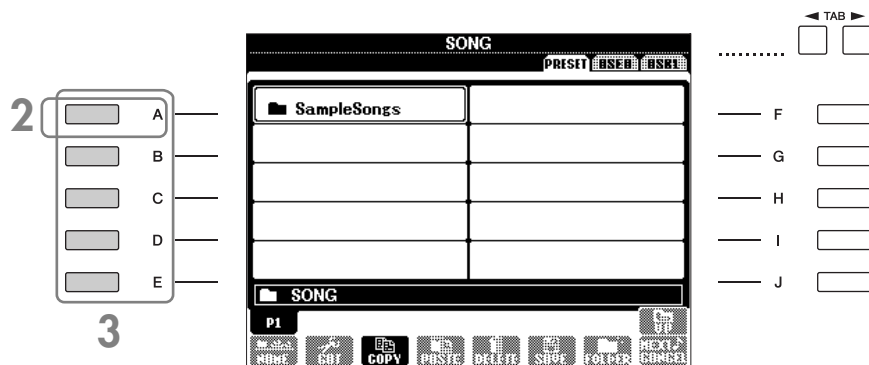 ◄ TAB ►
SONG
PRESET USER USB1
2
A
SampleSongs
F
B
G
C
H
D
I
E
J
SONG
3
P1
UP
NAME CUT COPY PASTE DELETE SAVE FOLDER NEXT♪ CANCEL